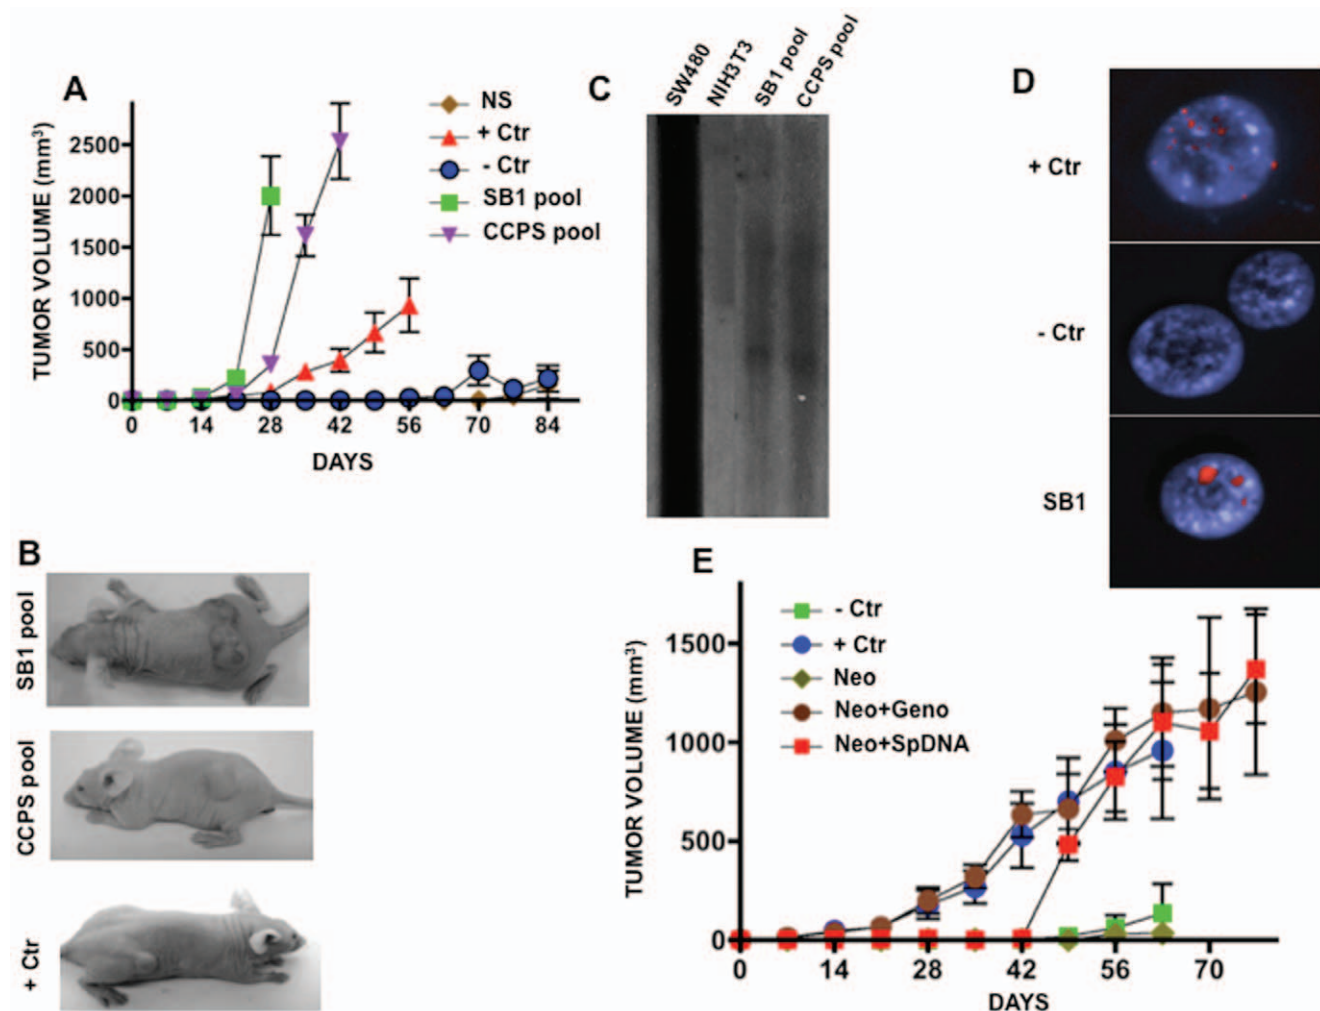 A
TUMOR VOLUME (mm³)
2500
2000
1500
1000
500
0
0 14 28 42 56 70 84
DAYS
NS
+ Ctr
- Ctr
SB1 pool
CCPS pool
C
SW480
NIH3T3
SB1 pool
CCPS pool
D
+ Ctr
- Ctr
SB1
B
SB1 pool
CCPS pool
+ Ctr
E
TUMOR VOLUME (mm³)
1500
1000
500
0
0 14 28 42 56 70
DAYS
- Ctr
+ Ctr
Neo
Neo+Geno
Neo+SpDNA